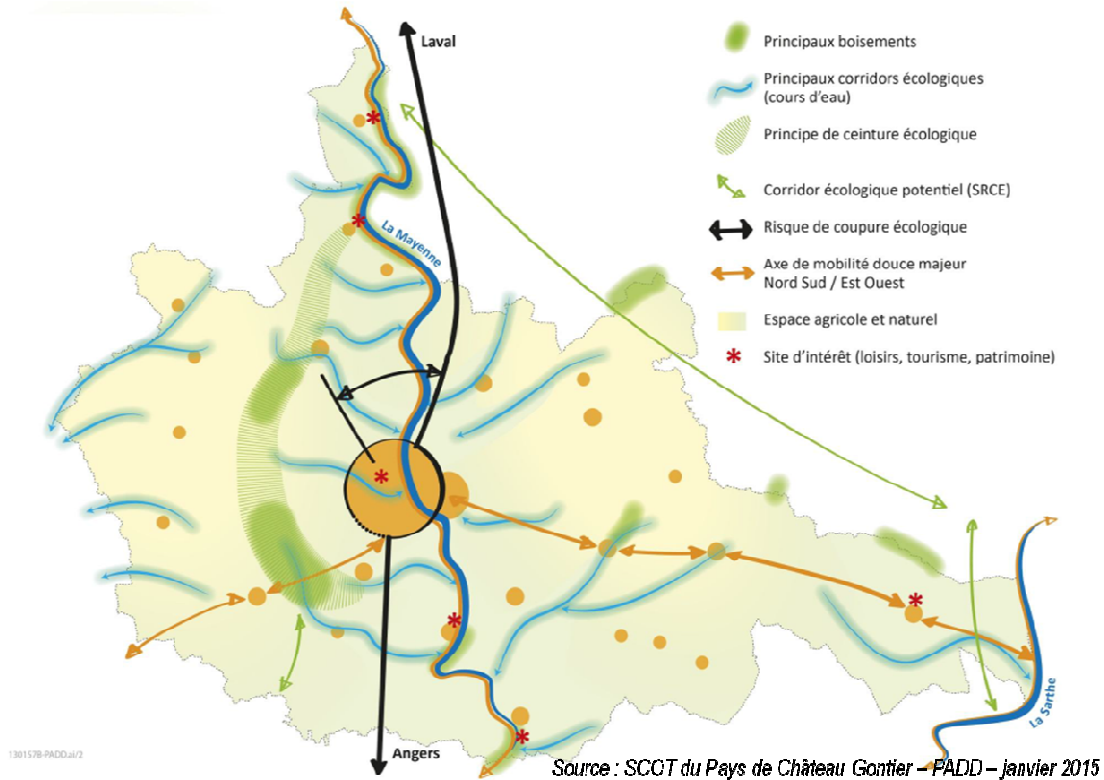 Laval
La Mayenne
Principaux boisements
Principaux corridors écologiques
(cours d'eau)
Principe de ceinture écologique
Corridor écologique potentiel (SRCE)
Risque de coupure écologique
Axe de mobilité douce majeur
Nord Sud / Est Ouest
Espace agricole et naturel
Site d'intérêt (loisirs, tourisme, patrimoine)
La Sarthe
Angers
130157B-PADD.ai/2
Source : SCOT du Pays de Château Gontier – PADD – janvier 2015